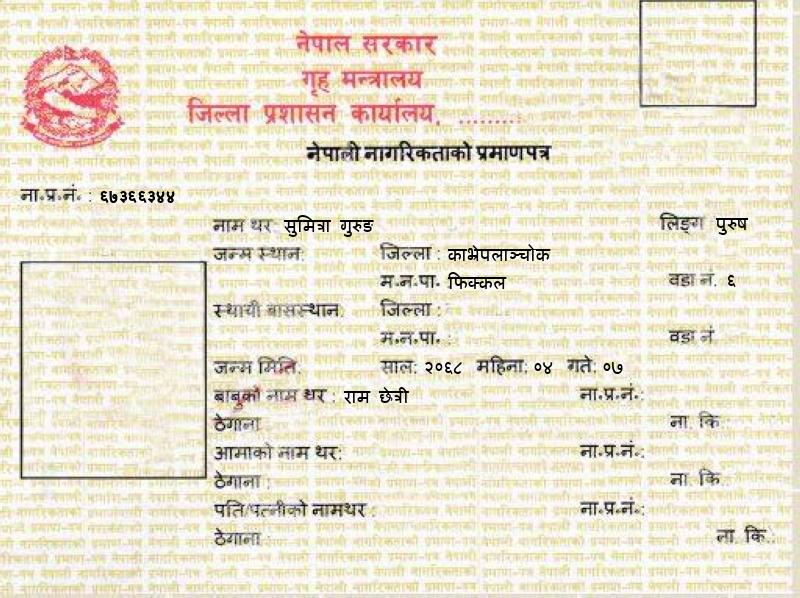 नेपाल सरकार
गृह मन्त्रालय
जिल्ला प्रशासन कार्यालय, ..........
नेपाली नागरिकताको प्रमाणपत्र
ना.प्र.नं. : ६७३६६३४४
नाम थर: सुमित्रा गुरुङ लिङ्ग पुरुष
जन्म स्थान: जिल्ला : काभ्रेपलाञ्चोक
म.न.पा. फिक्कल वडा नं. ६
स्थायी बासस्थान: जिल्ला :
म.न.पा. : वडा नं
जन्म मिति: साल: २०६८ महिना: ०४ गते: ०७
बाबुको नाम थर : राम छेत्री ना.प्र.नं.:
ठेगाना : ना. कि.:
आमाको नाम थर: ना.प्र.नं.:
ठेगाना : ना. कि.
पति/पत्नीको नामथर : ना.प्र.नं.:
ठेगाना : ना. कि.: